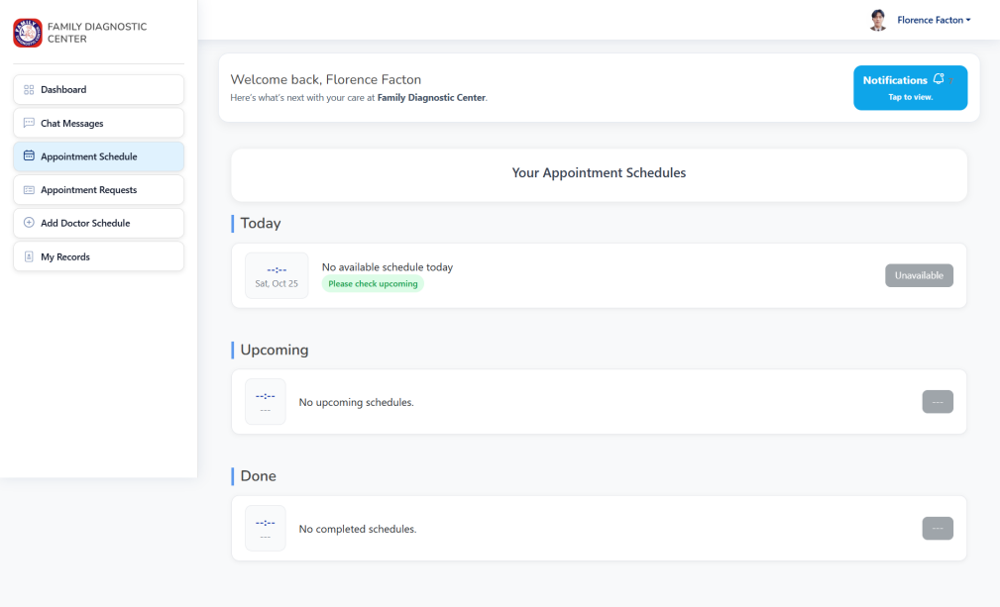 FAMILY DIAGNOSTIC
CENTER
Dashboard
Chat Messages
Appointment Schedule
Appointment Requests
Add Doctor Schedule
My Records
Florence Facton
Welcome back, Florence Facton
Here's what's next with your care at Family Diagnostic Center.
Notifications
Tap to view.
Your Appointment Schedules
Today
--:--
Sat, Oct 25
No available schedule today
Please check upcoming
Unavailable
Upcoming
--:--
---
No upcoming schedules.
---
Done
--:--
---
No completed schedules.
---